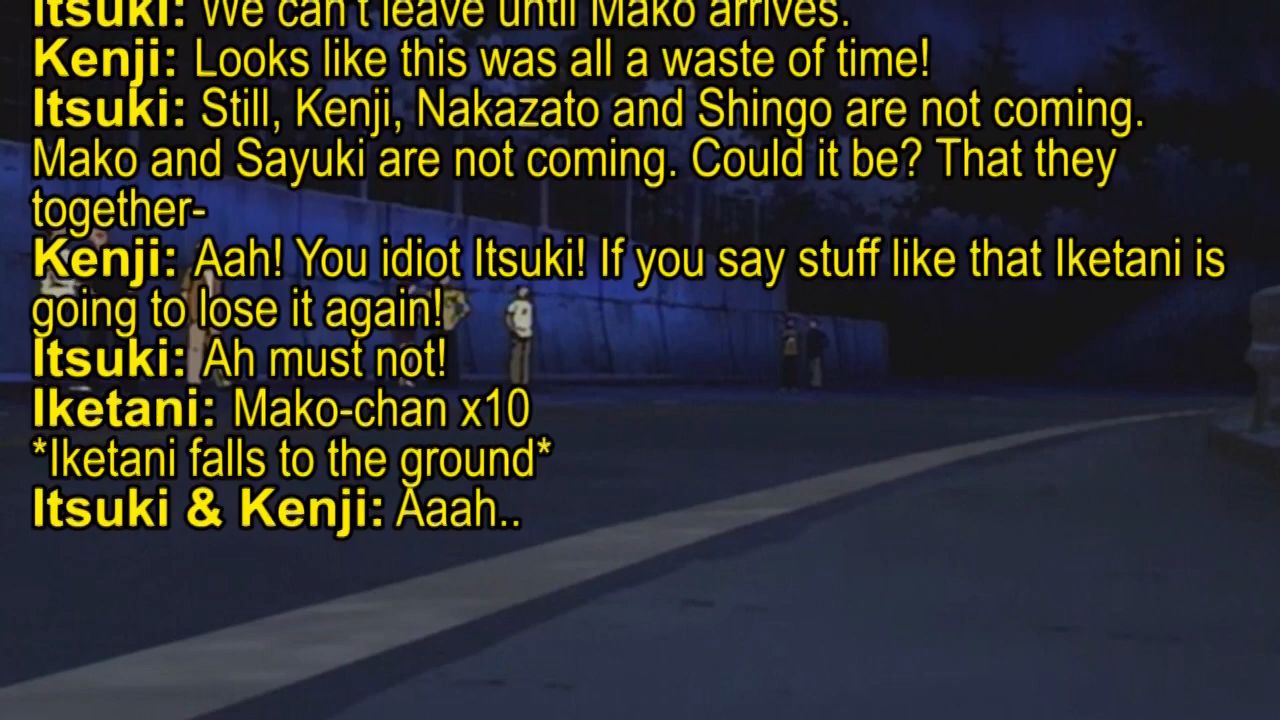 Itsuki: We can't leave until Mako arrives.
Kenji: Looks like this was all a waste of time!
Itsuki: Still, Kenji, Nakazato and Shingo are not coming.
Mako and Sayuki are not coming. Could it be? That they
together-
Kenji: Aah! You idiot Itsuki! If you say stuff like that Iketani is
going to lose it again!
Itsuki: Ah must not!
Iketani: Mako-chan x10
*Iketani falls to the ground*
Itsuki & Kenji: Aaah..